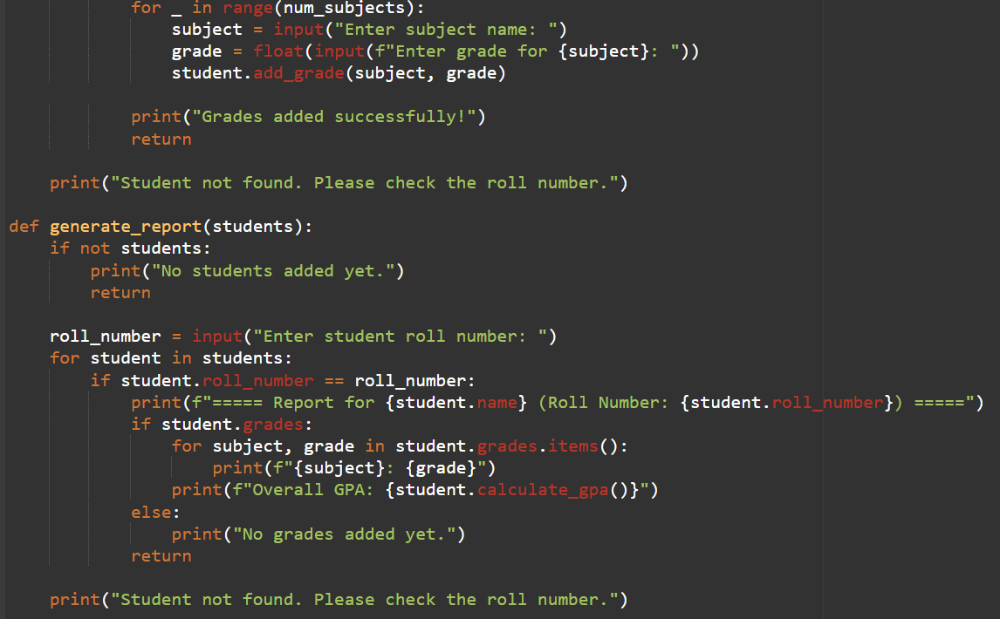 for _ in range(num_subjects):
                subject = input("Enter subject name: ")
                grade = float(input(f"Enter grade for {subject}: "))
                student.add_grade(subject, grade)

            print("Grades added successfully!")
            return

    print("Student not found. Please check the roll number.")

def generate_report(students):
    if not students:
        print("No students added yet.")
        return

    roll_number = input("Enter student roll number: ")
    for student in students:
        if student.roll_number == roll_number:
            print(f"===== Report for {student.name} (Roll Number: {student.roll_number}) =====")
            if student.grades:
                for subject, grade in student.grades.items():
                    print(f"{subject}: {grade}")
                print(f"Overall GPA: {student.calculate_gpa()}")
            else:
                print("No grades added yet.")
            return

    print("Student not found. Please check the roll number.")